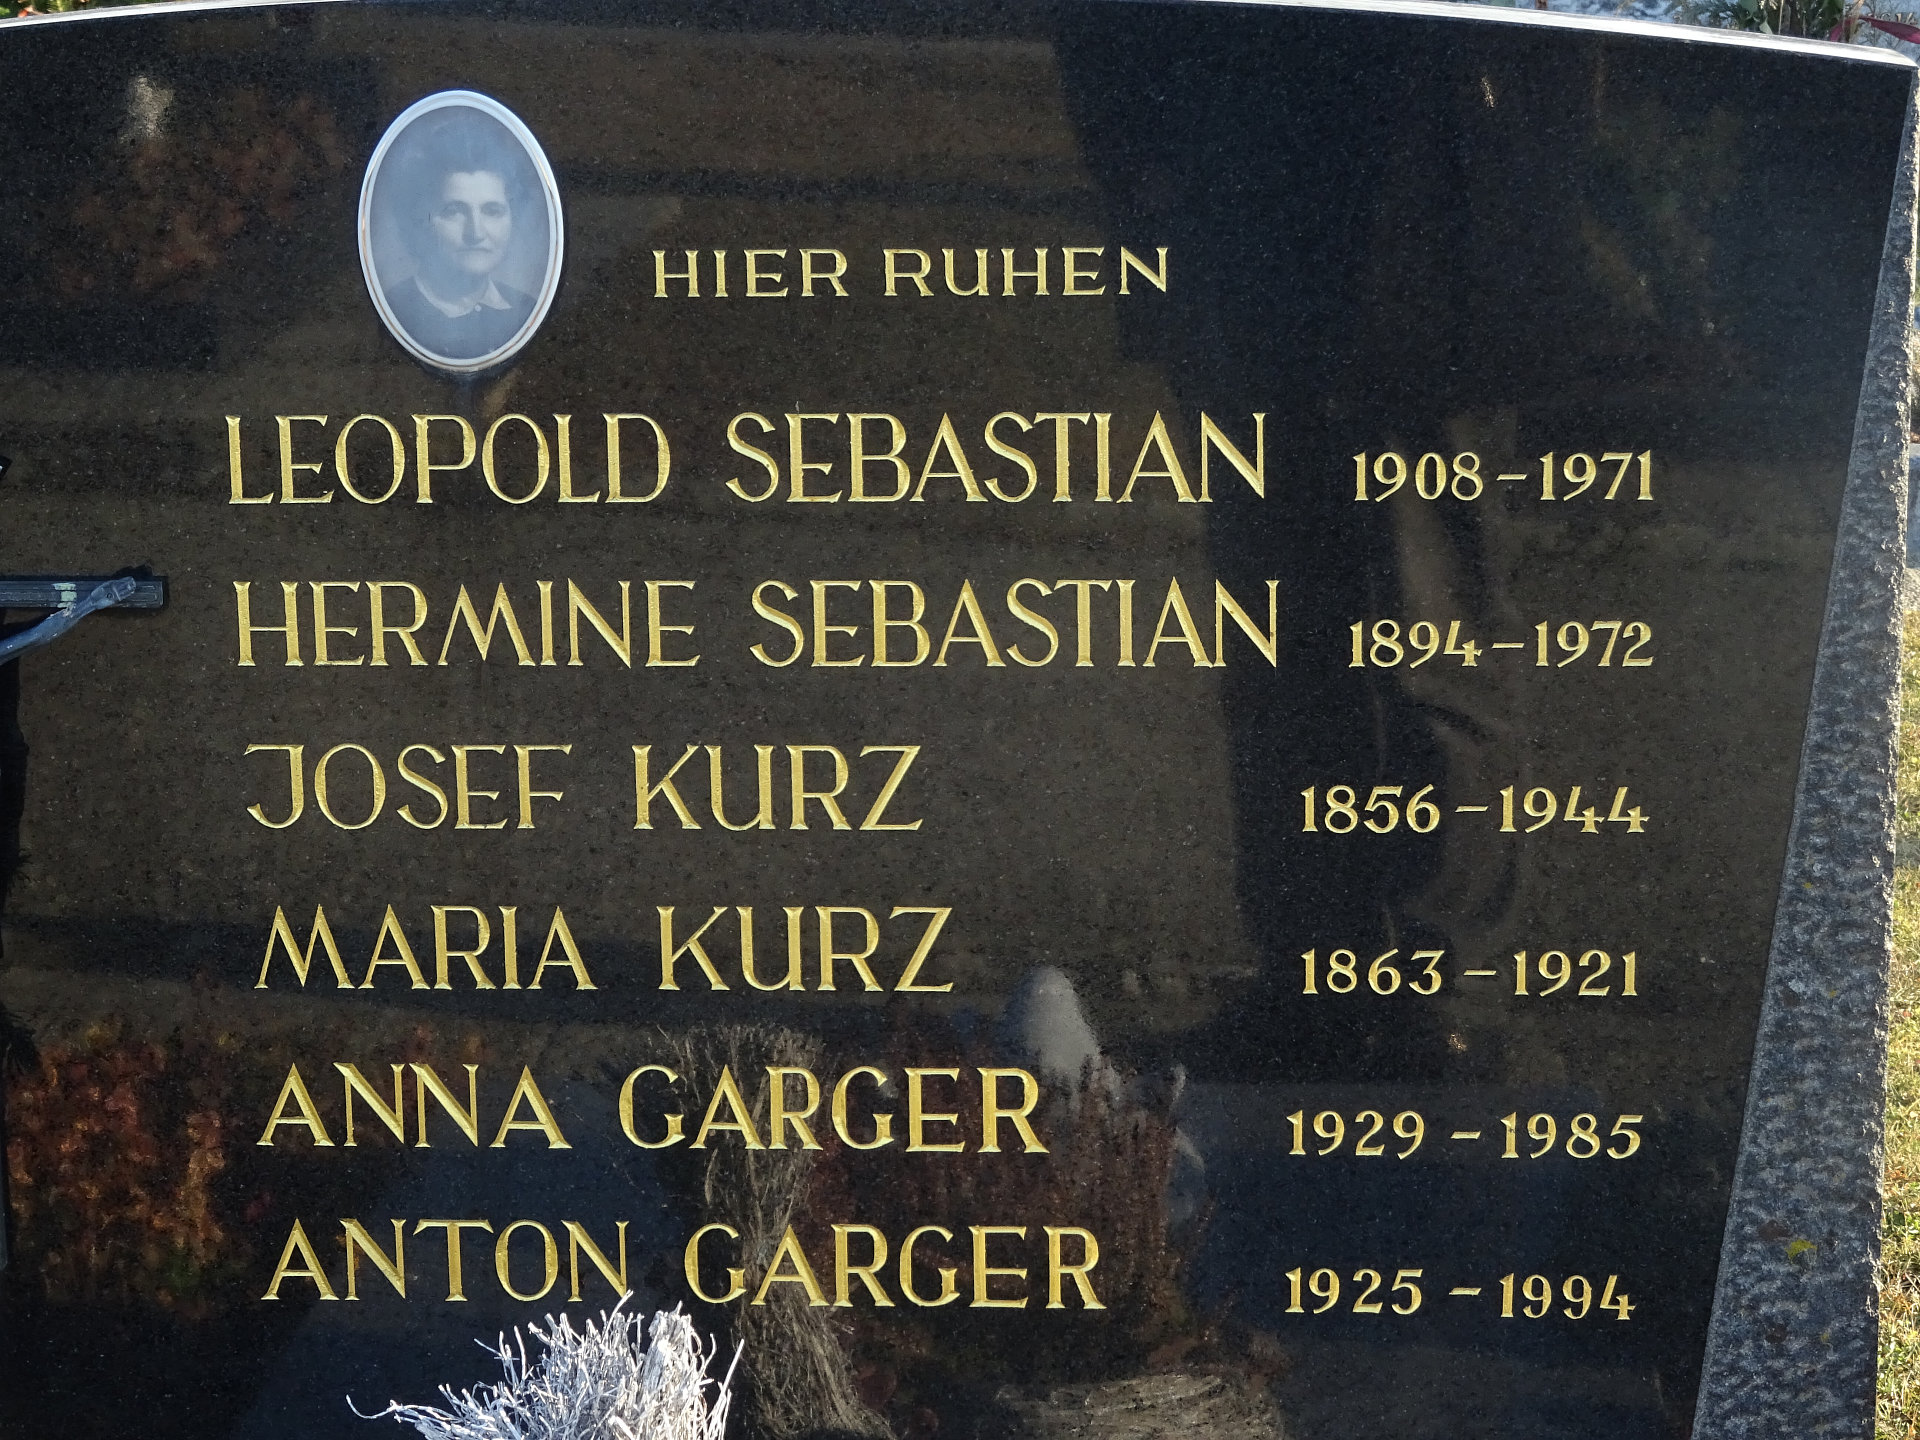 HIER RUHEN
LEOPOLD SEBASTIAN 1908-1971
HERMINE SEBASTIAN 1894-1972
JOSEF KURZ 1856-1944
MARIA KURZ 1863-1921
ANNA GARGER 1929-1985
ANTON GARGER 1925-1994